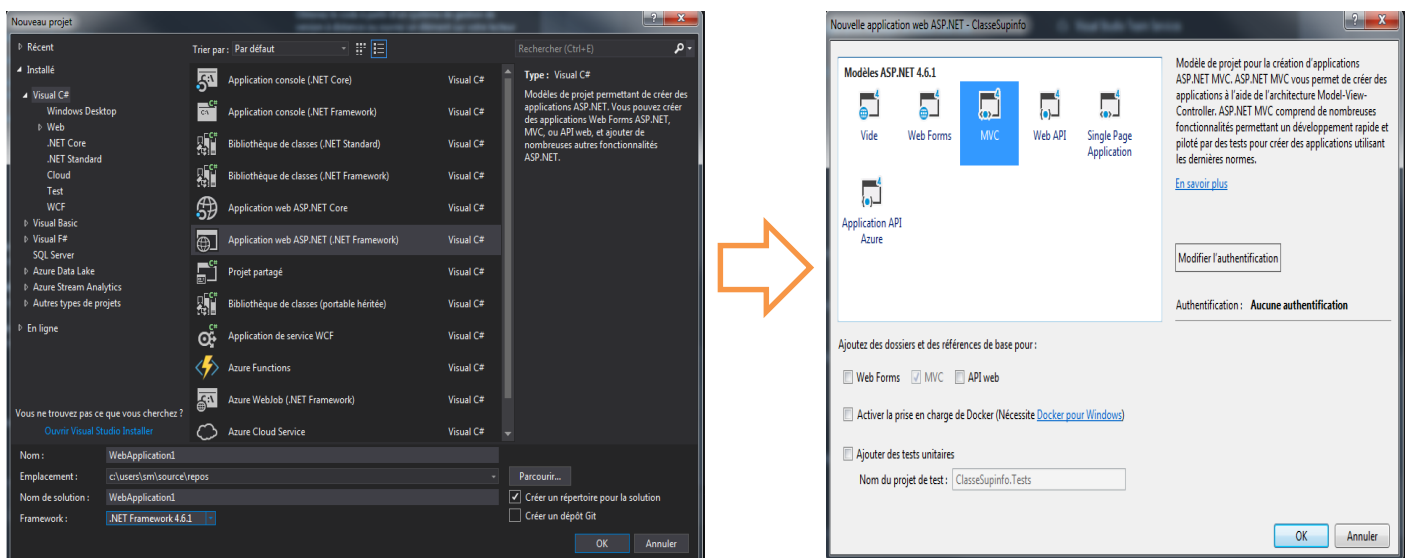 Nouveau projet
Récent
Installé
Visual C#
Windows Desktop
Web
.NET Core
.NET Standard
Cloud
Test
WCF
Visual Basic
Visual F#
SQL Server
Azure Data Lake
Azure Stream Analytics
Autres types de projets
En ligne
Vous ne trouvez pas ce que vous cherchez ?
Ouvrir Visual Studio Installer
Trier par : Par défaut
Rechercher (Ctrl+E)
Application console (.NET Core) Visual C#
Application console (.NET Framework) Visual C#
Bibliothèque de classes (.NET Standard) Visual C#
Bibliothèque de classes (.NET Framework) Visual C#
Application web ASP.NET Core Visual C#
Application web ASP.NET (.NET Framework) Visual C#
Projet partagé Visual C#
Bibliothèque de classes (portable héritée) Visual C#
Application de service WCF Visual C#
Azure Functions Visual C#
Azure WebJob (.NET Framework) Visual C#
Azure Cloud Service Visual C#
Type : Visual C#
Modèles de projet permettant de créer des
applications ASP.NET. Vous pouvez créer
des applications Web Forms ASP.NET,
MVC, ou API web, et ajouter de
nombreuses autres fonctionnalités
ASP.NET.
Nom : WebApplication1
Emplacement : c:\users\sm\source\repos Parcourir...
Nom de solution : WebApplication1 Créer un répertoire pour la solution
Framework : .NET Framework 4.6.1 Créer un dépôt Git
OK Annuler
Nouvelle application web ASP.NET - ClasseSupinfo
Modèles ASP.NET 4.6.1
Vide Web Forms MVC Web API Single Page
Application
Application API
Azure
Modèle de projet pour la création d'applications
ASP.NET MVC. ASP.NET MVC vous permet de créer des
applications à l'aide de l'architecture Model-View-
Controller. ASP.NET MVC comprend de nombreuses
fonctionnalités permettant un développement rapide et
piloté par des tests pour créer des applications utilisant
les dernières normes.
En savoir plus
Modifier l'authentification
Authentification : Aucune authentification
Ajoutez des dossiers et des références de base pour :
Web Forms MVC API web
Activer la prise en charge de Docker (Nécessite Docker pour Windows)
Ajouter des tests unitaires
Nom du projet de test : ClasseSupinfo.Tests
OK Annuler